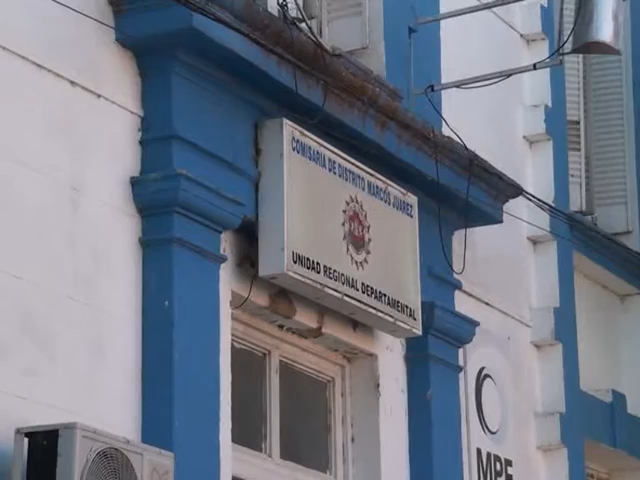 COMISARIA DE DISTRITO MARCOS JUAREZ
UNIDAD REGIONAL DEPARTAMENTAL
MPF